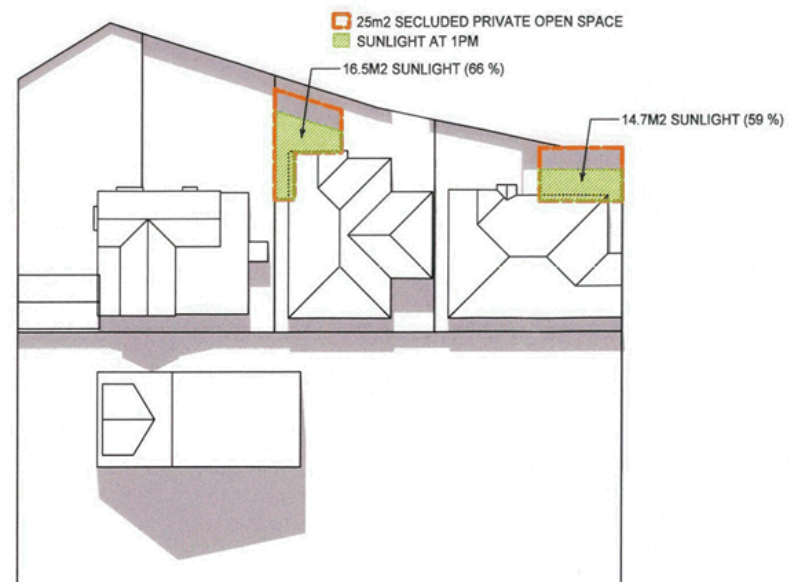 25m2 SECLUDED PRIVATE OPEN SPACE
SUNLIGHT AT 1PM
16.5M2 SUNLIGHT (66 %)
14.7M2 SUNLIGHT (59 %)